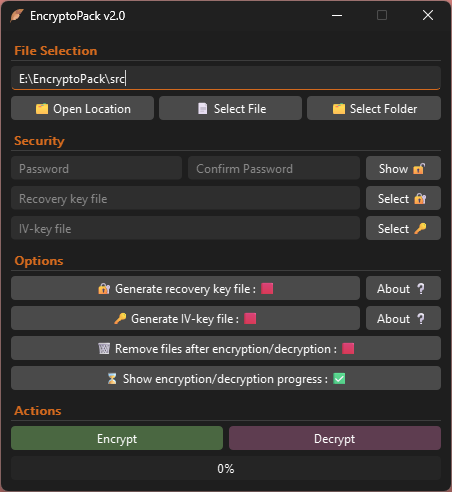 EncryptoPack v2.0
File Selection
E:\EncryptoPack\src
Open Location Select File Select Folder
Security
Password Confirm Password Show
Recovery key file Select
IV-key file Select
Options
Generate recovery key file : About ?
Generate IV-key file : About ?
Remove files after encryption/decryption :
Show encryption/decryption progress :
Actions
Encrypt Decrypt
0%